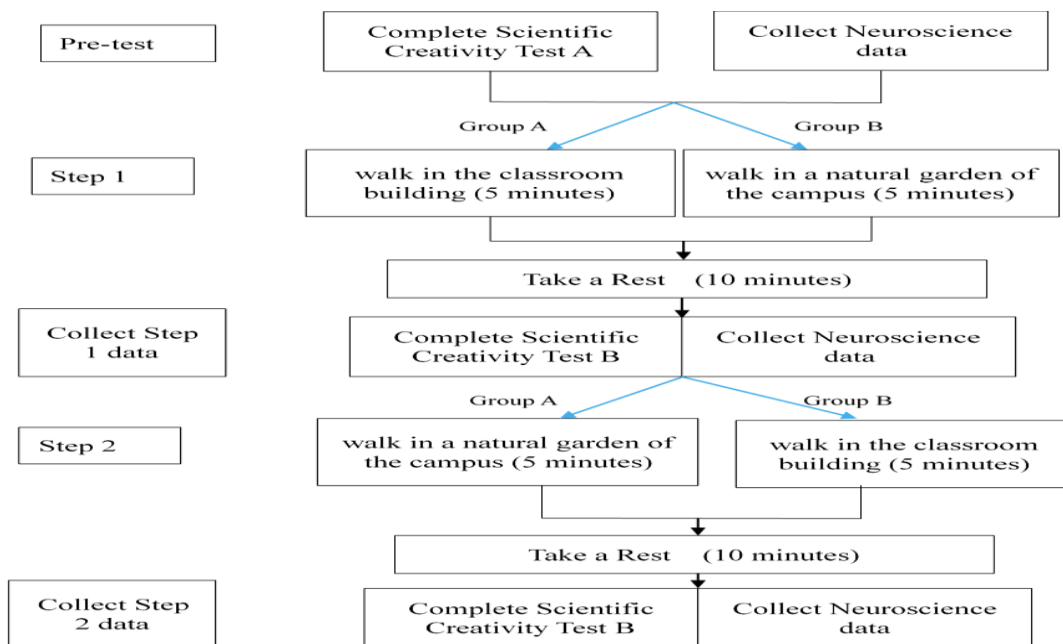 Pre-test
Complete Scientific
Creativity Test A
Collect Neuroscience
data
Group A
Group B
Step 1
walk in the classroom
building (5 minutes)
walk in a natural garden of
the campus (5 minutes)
Take a Rest (10 minutes)
Collect Step
1 data
Complete Scientific
Creativity Test B
Collect Neuroscience
data
Group A
Group B
Step 2
walk in a natural garden of
the campus (5 minutes)
walk in the classroom
building (5 minutes)
Take a Rest (10 minutes)
Collect Step
2 data
Complete Scientific
Creativity Test B
Collect Neuroscience
data